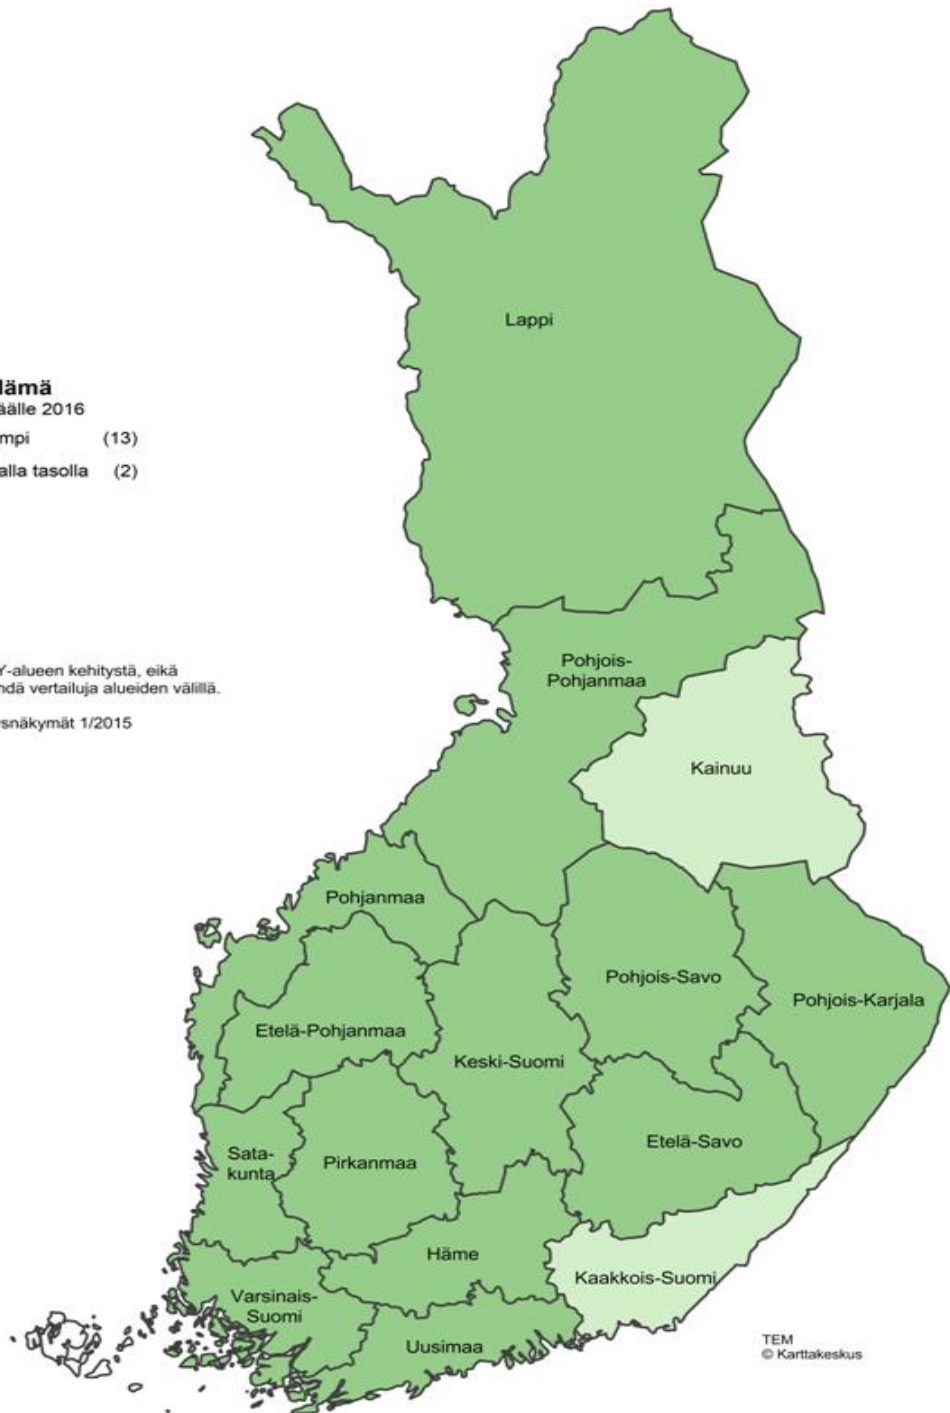 Lappi
lämä
äälle 2016
mpi (13)
alla tasolla (2)
Y-alueen kehitystä, eikä
hdä vertailuja alueiden välillä.
snäkymät 1/2015
Pohjois-
Pohjanmaa
Kainuu
Pohjanmaa
Pohjois-Savo
Pohjois-Karjala
Etelä-Pohjanmaa
Keski-Suomi
Etelä-Savo
Sata-
kunta
Pirkanmaa
Häme
Kaakkois-Suomi
Varsinais-
Suomi
Uusimaa
TEM
© Karttakeskus